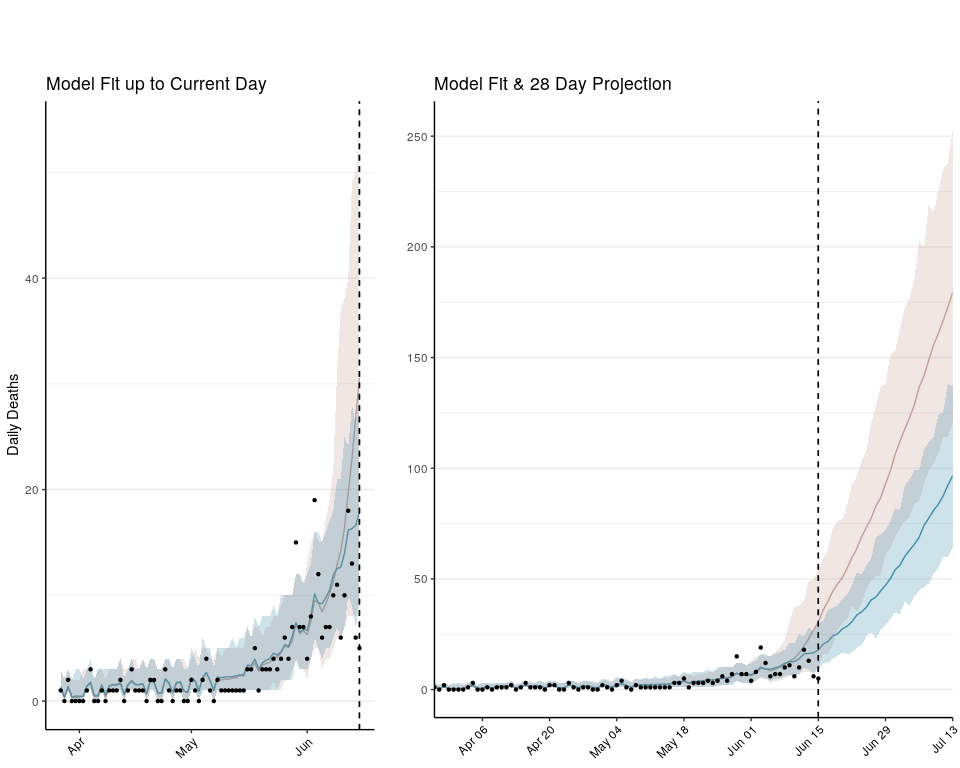 Model Fit up to Current Day
Daily Deaths
40
20
0
Apr
May
Jun
Model Fit & 28 Day Projection
250
200
150
100
50
0
Apr 06
Apr 20
May 04
May 18
Jun 01
Jun 15
Jun 29
Jul 13